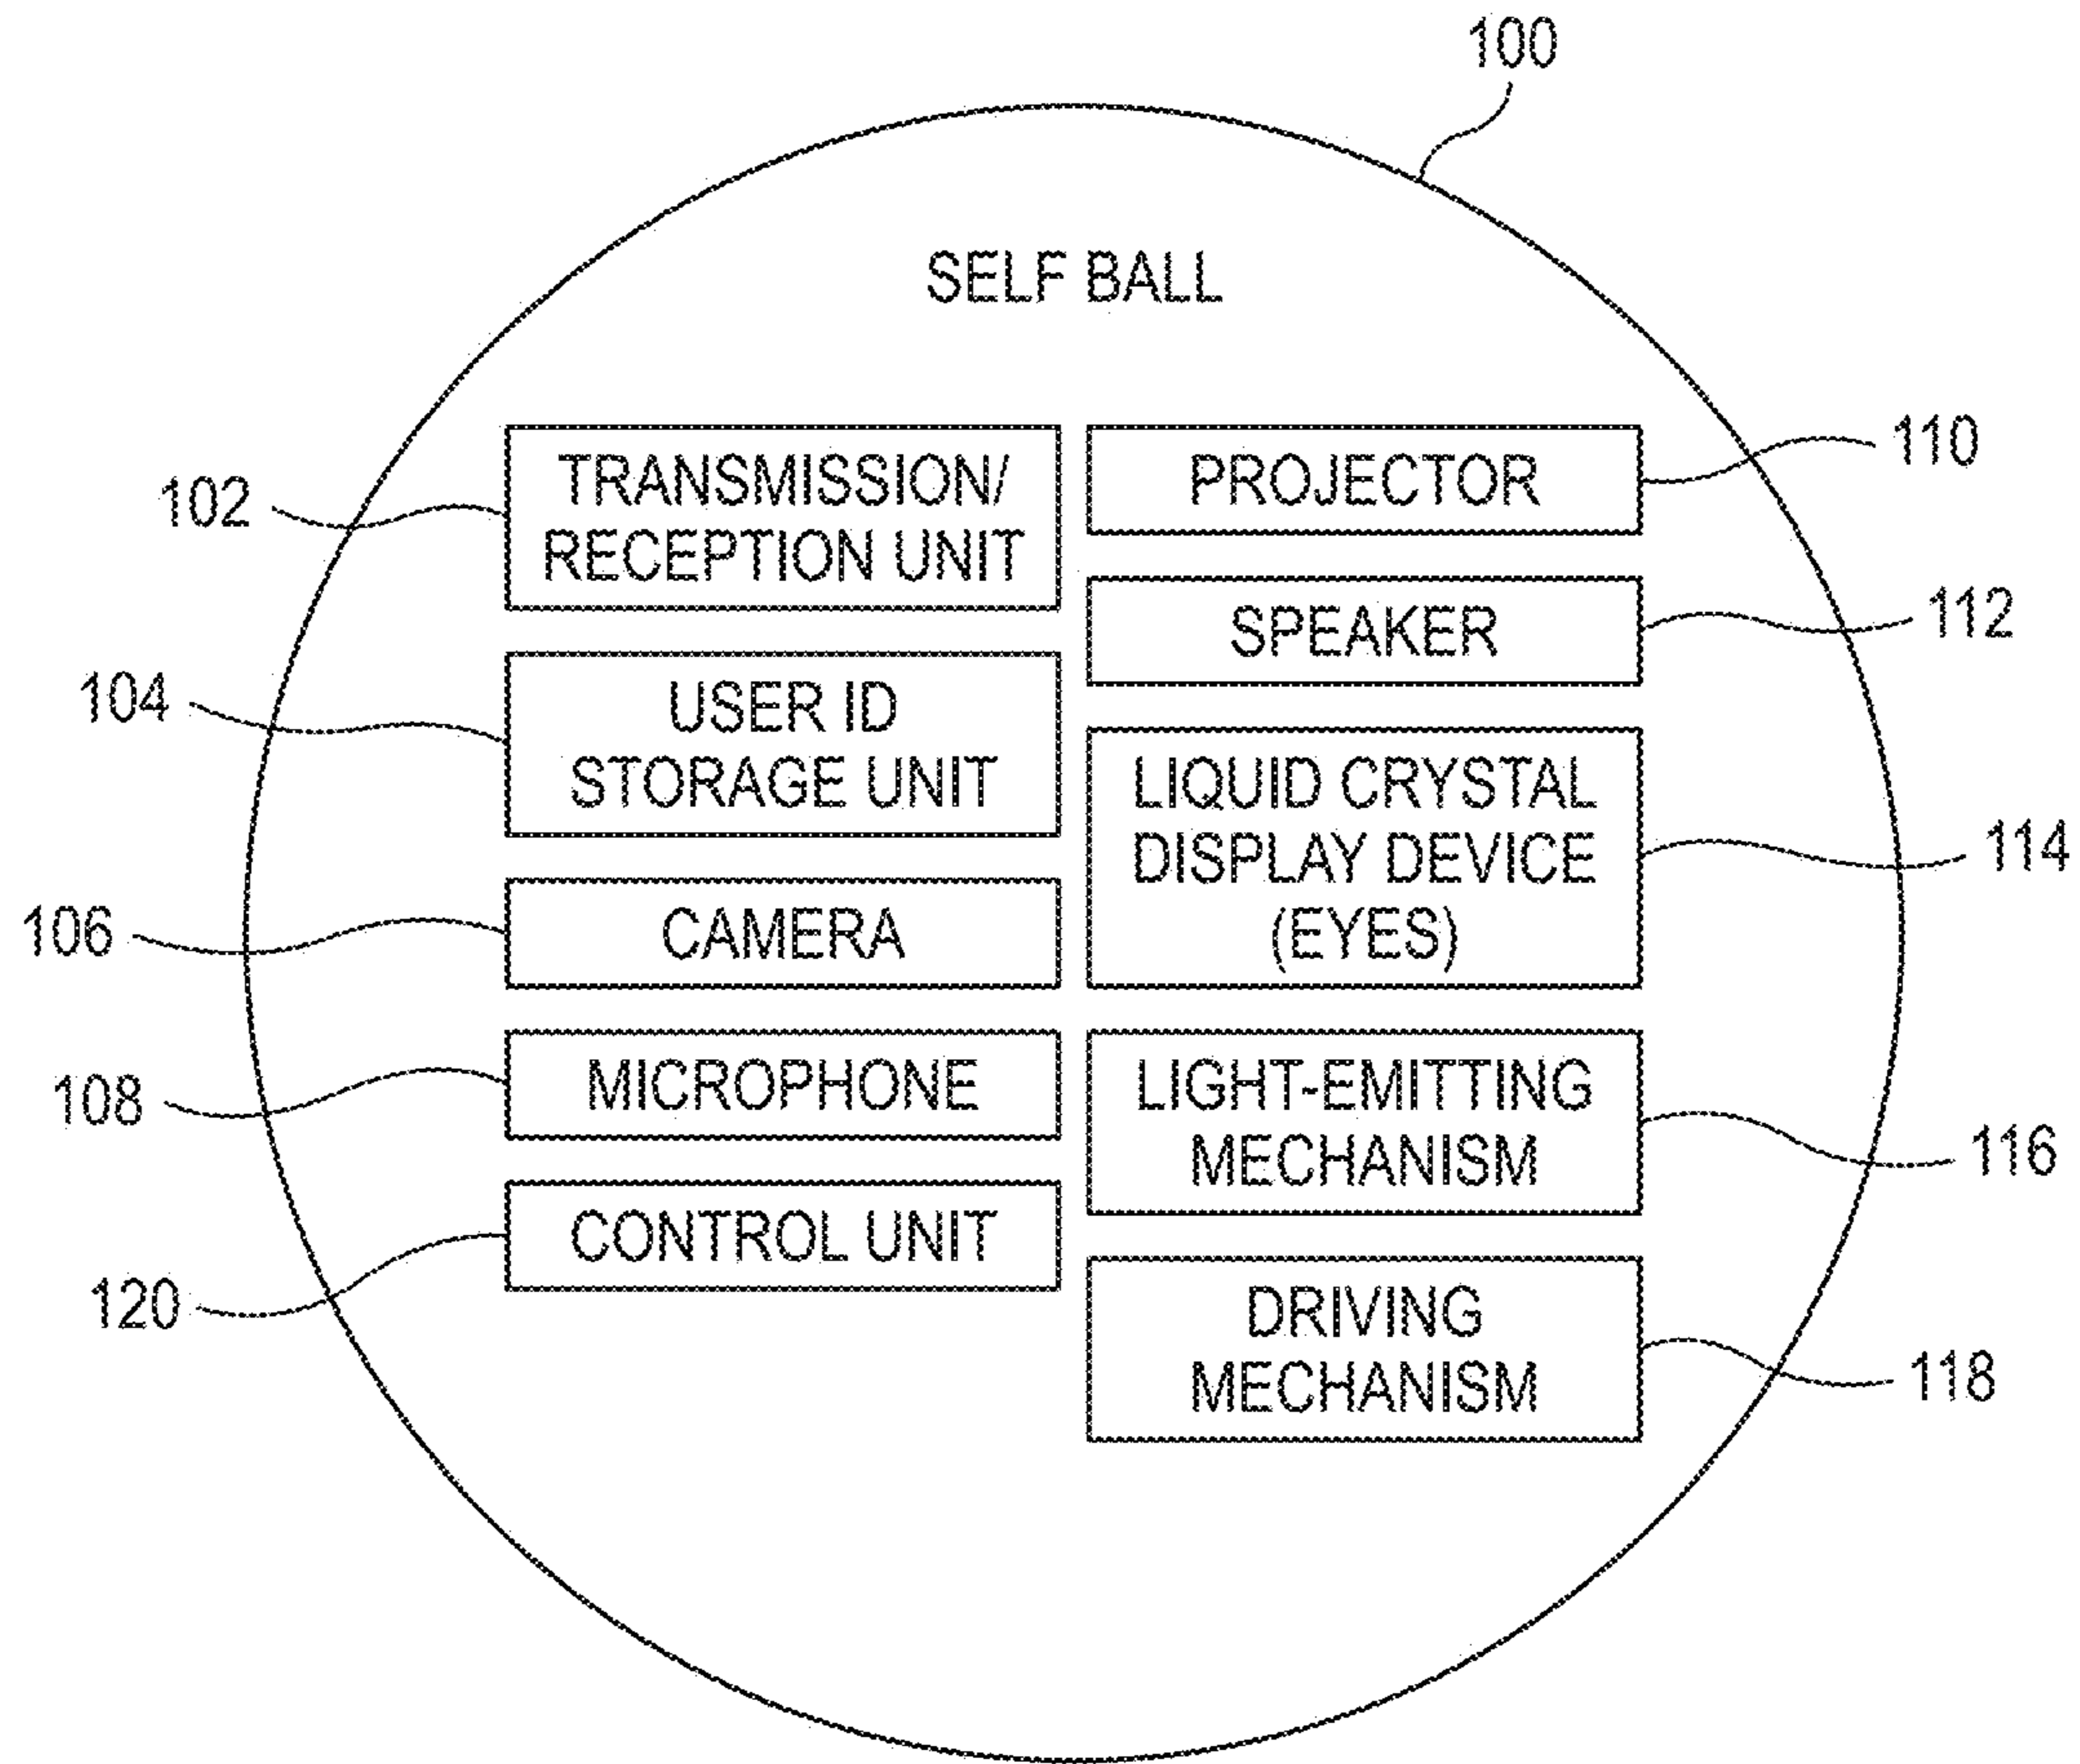 100
SELF BALL
102
TRANSMISSION/
RECEPTION UNIT
104
USER ID
STORAGE UNIT
106
CAMERA
108
MICROPHONE
120
CONTROL UNIT
PROJECTOR
110
SPEAKER
112
LIQUID CRYSTAL
DISPLAY DEVICE
(EYES)
114
LIGHT-EMITTING
MECHANISM
116
DRIVING
MECHANISM
118